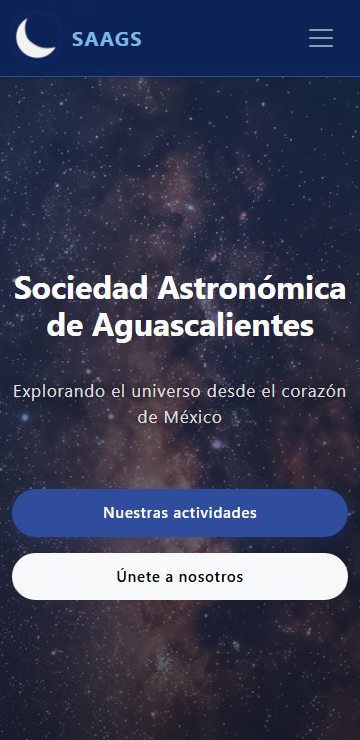 SAAGS
Sociedad Astronómica
de Aguascalientes
Explorando el universo desde el corazón
de México
Nuestras actividades
Únete a nosotros